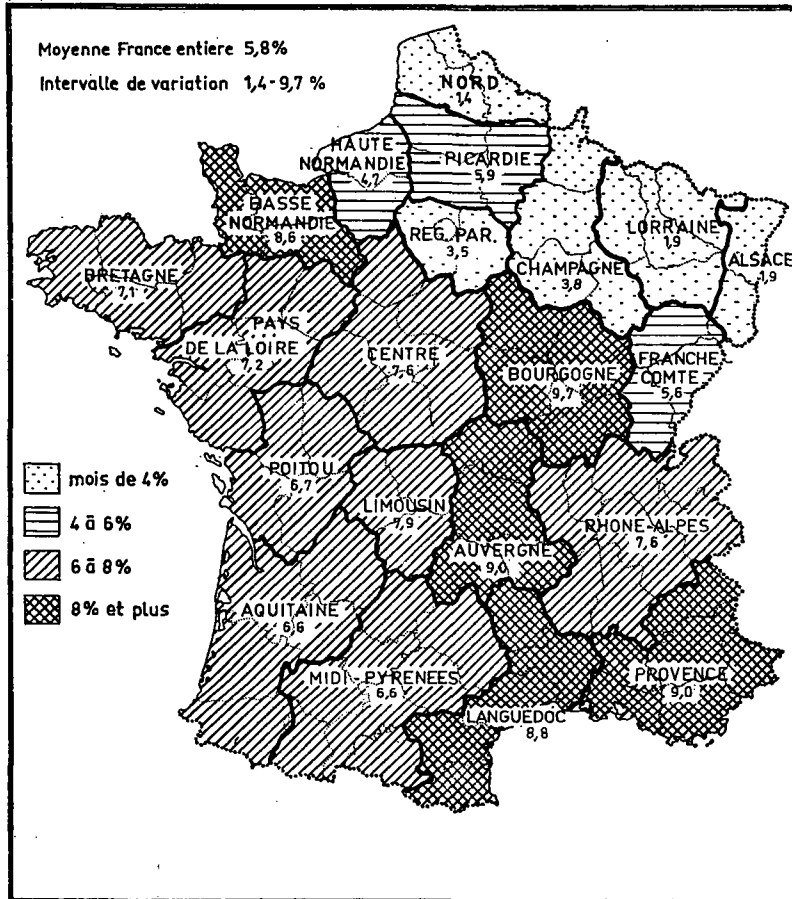 Moyenne France entiere 5,8%
Intervalle de variation 1,4-9,7 %
NORD
1,4
HAUTE
NORMANDIE
4,7
PICARDIE
5,9
BASSE
NORMANDIE
8,6
REG. PAR.
3,5
CHAMPAGNE
3,8
LORRAINE
1,9
ALSACE
1,9
BRETAGNE
7,1
PAYS
DE LA LOIRE
7,2
CENTRE
7,6
BOURGOGNE
9,7
FRANCHE
COMTE
5,6
POITOU
6,7
LIMOUSIN
7,9
AUVERGNE
9,0
RHONE-ALPES
7,6
AQUITAINE
6,6
MIDI-PYRENEES
6,6
LANGUEDOC
8,8
PROVENCE
9,0
mois de 4%
4 à 6%
6 à 8%
8% et plus